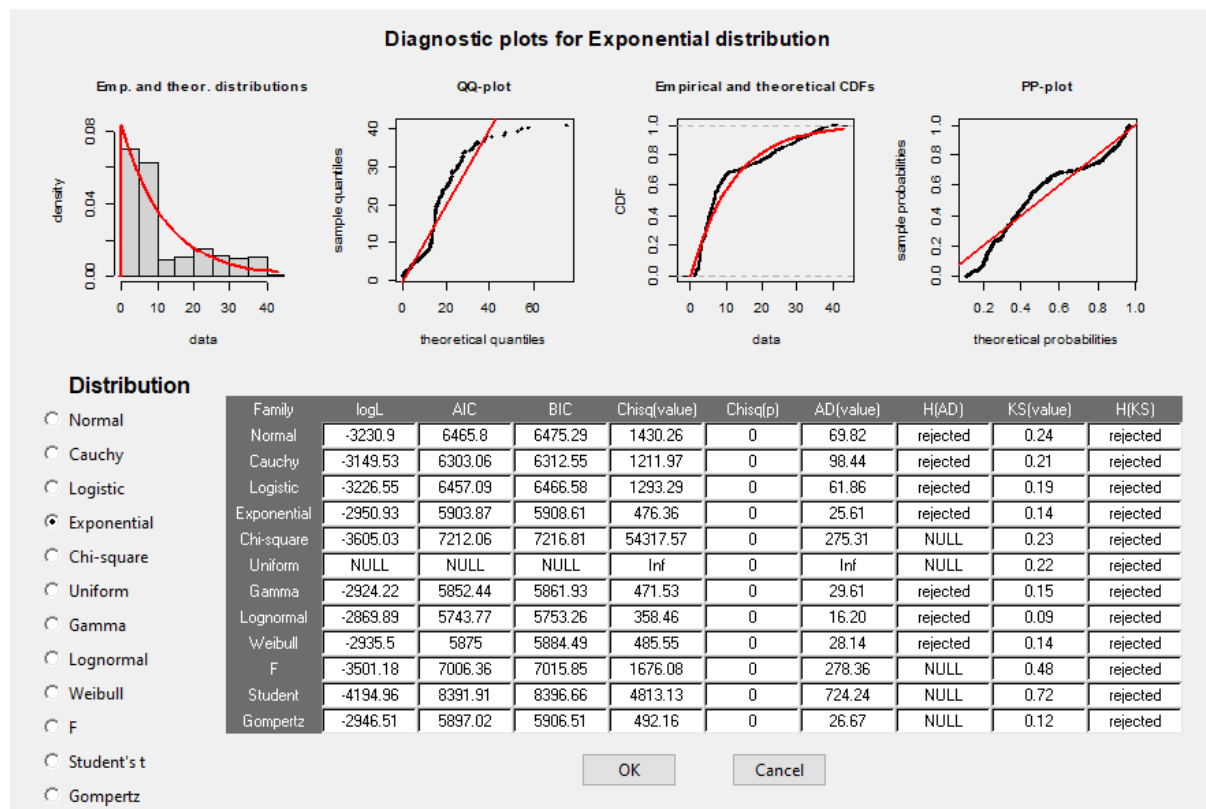 Diagnostic plots for Exponential distribution
Emp. and theor. distributions
density
0.00 0.04 0.08
0 10 20 30 40
data
QQ-plot
sample quantiles
0 10 20 30 40
0 20 40 60
theoretical quantiles
Empirical and theoretical CDFs
CDF
0.0 0.2 0.4 0.6 0.8 1.0
0 10 20 30 40
data
PP-plot
sample probabilities
0.0 0.2 0.4 0.6 0.8 1.0
0.2 0.4 0.6 0.8 1.0
theoretical probabilities
Distribution
Normal
Cauchy
Logistic
Exponential
Chi-square
Uniform
Gamma
Lognormal
Weibull
F
Student's t
Gompertz
Family logL AIC BIC Chisq(value) Chisq(p) AD(value) H(AD) KS(value) H(KS)
Normal -3230.9 6465.8 6475.29 1430.26 0 69.82 rejected 0.24 rejected
Cauchy -3149.53 6303.06 6312.55 1211.97 0 98.44 rejected 0.21 rejected
Logistic -3226.55 6457.09 6466.58 1293.29 0 61.86 rejected 0.19 rejected
Exponential -2950.93 5903.87 5908.61 476.36 0 25.61 rejected 0.14 rejected
Chi-square -3605.03 7212.06 7216.81 54317.57 0 275.31 NULL 0.23 rejected
Uniform NULL NULL NULL Inf 0 Inf NULL 0.22 rejected
Gamma -2924.22 5852.44 5861.93 471.53 0 29.61 rejected 0.15 rejected
Lognormal -2869.89 5743.77 5753.26 358.46 0 16.20 rejected 0.09 rejected
Weibull -2935.5 5875 5884.49 485.55 0 28.14 rejected 0.14 rejected
F -3501.18 7006.36 7015.85 1676.08 0 278.36 NULL 0.48 rejected
Student -4194.96 8391.91 8396.66 4813.13 0 724.24 NULL 0.72 rejected
Gompertz -2946.51 5897.02 5906.51 492.16 0 26.67 NULL 0.12 rejected
OK Cancel